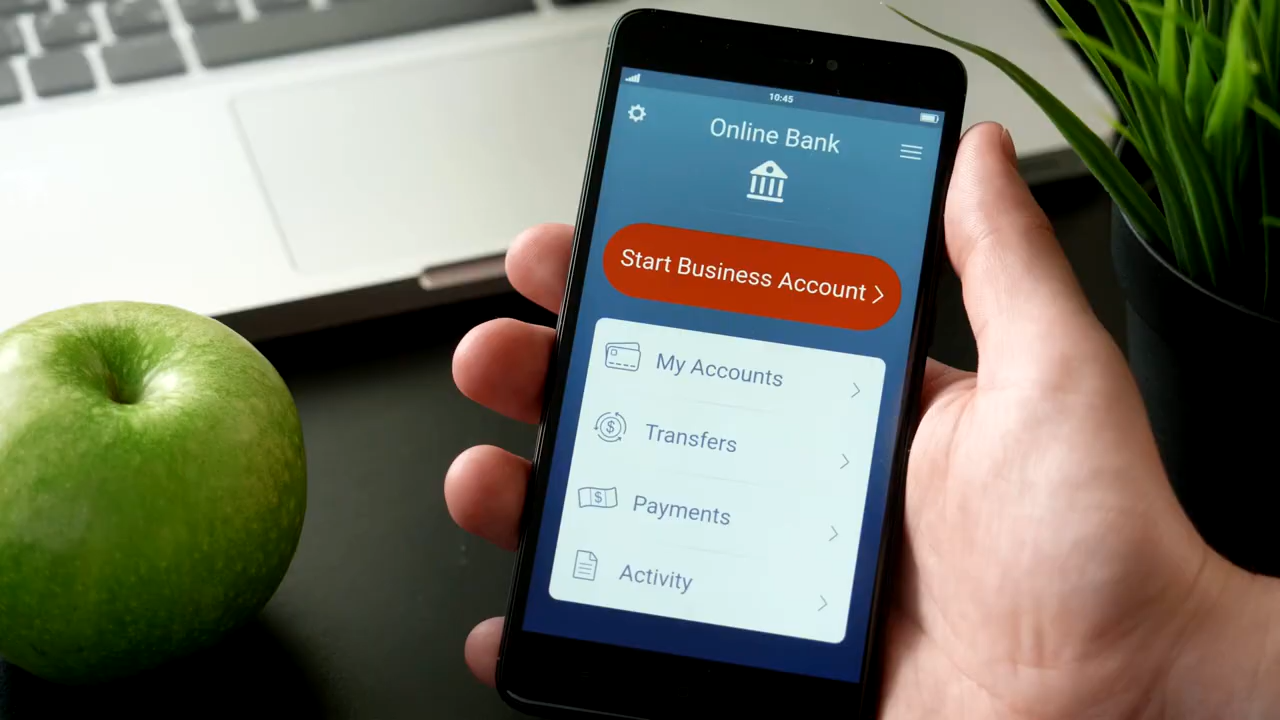 10:45
Online Bank
Start Business Account
My Accounts
Transfers
Payments
Activity